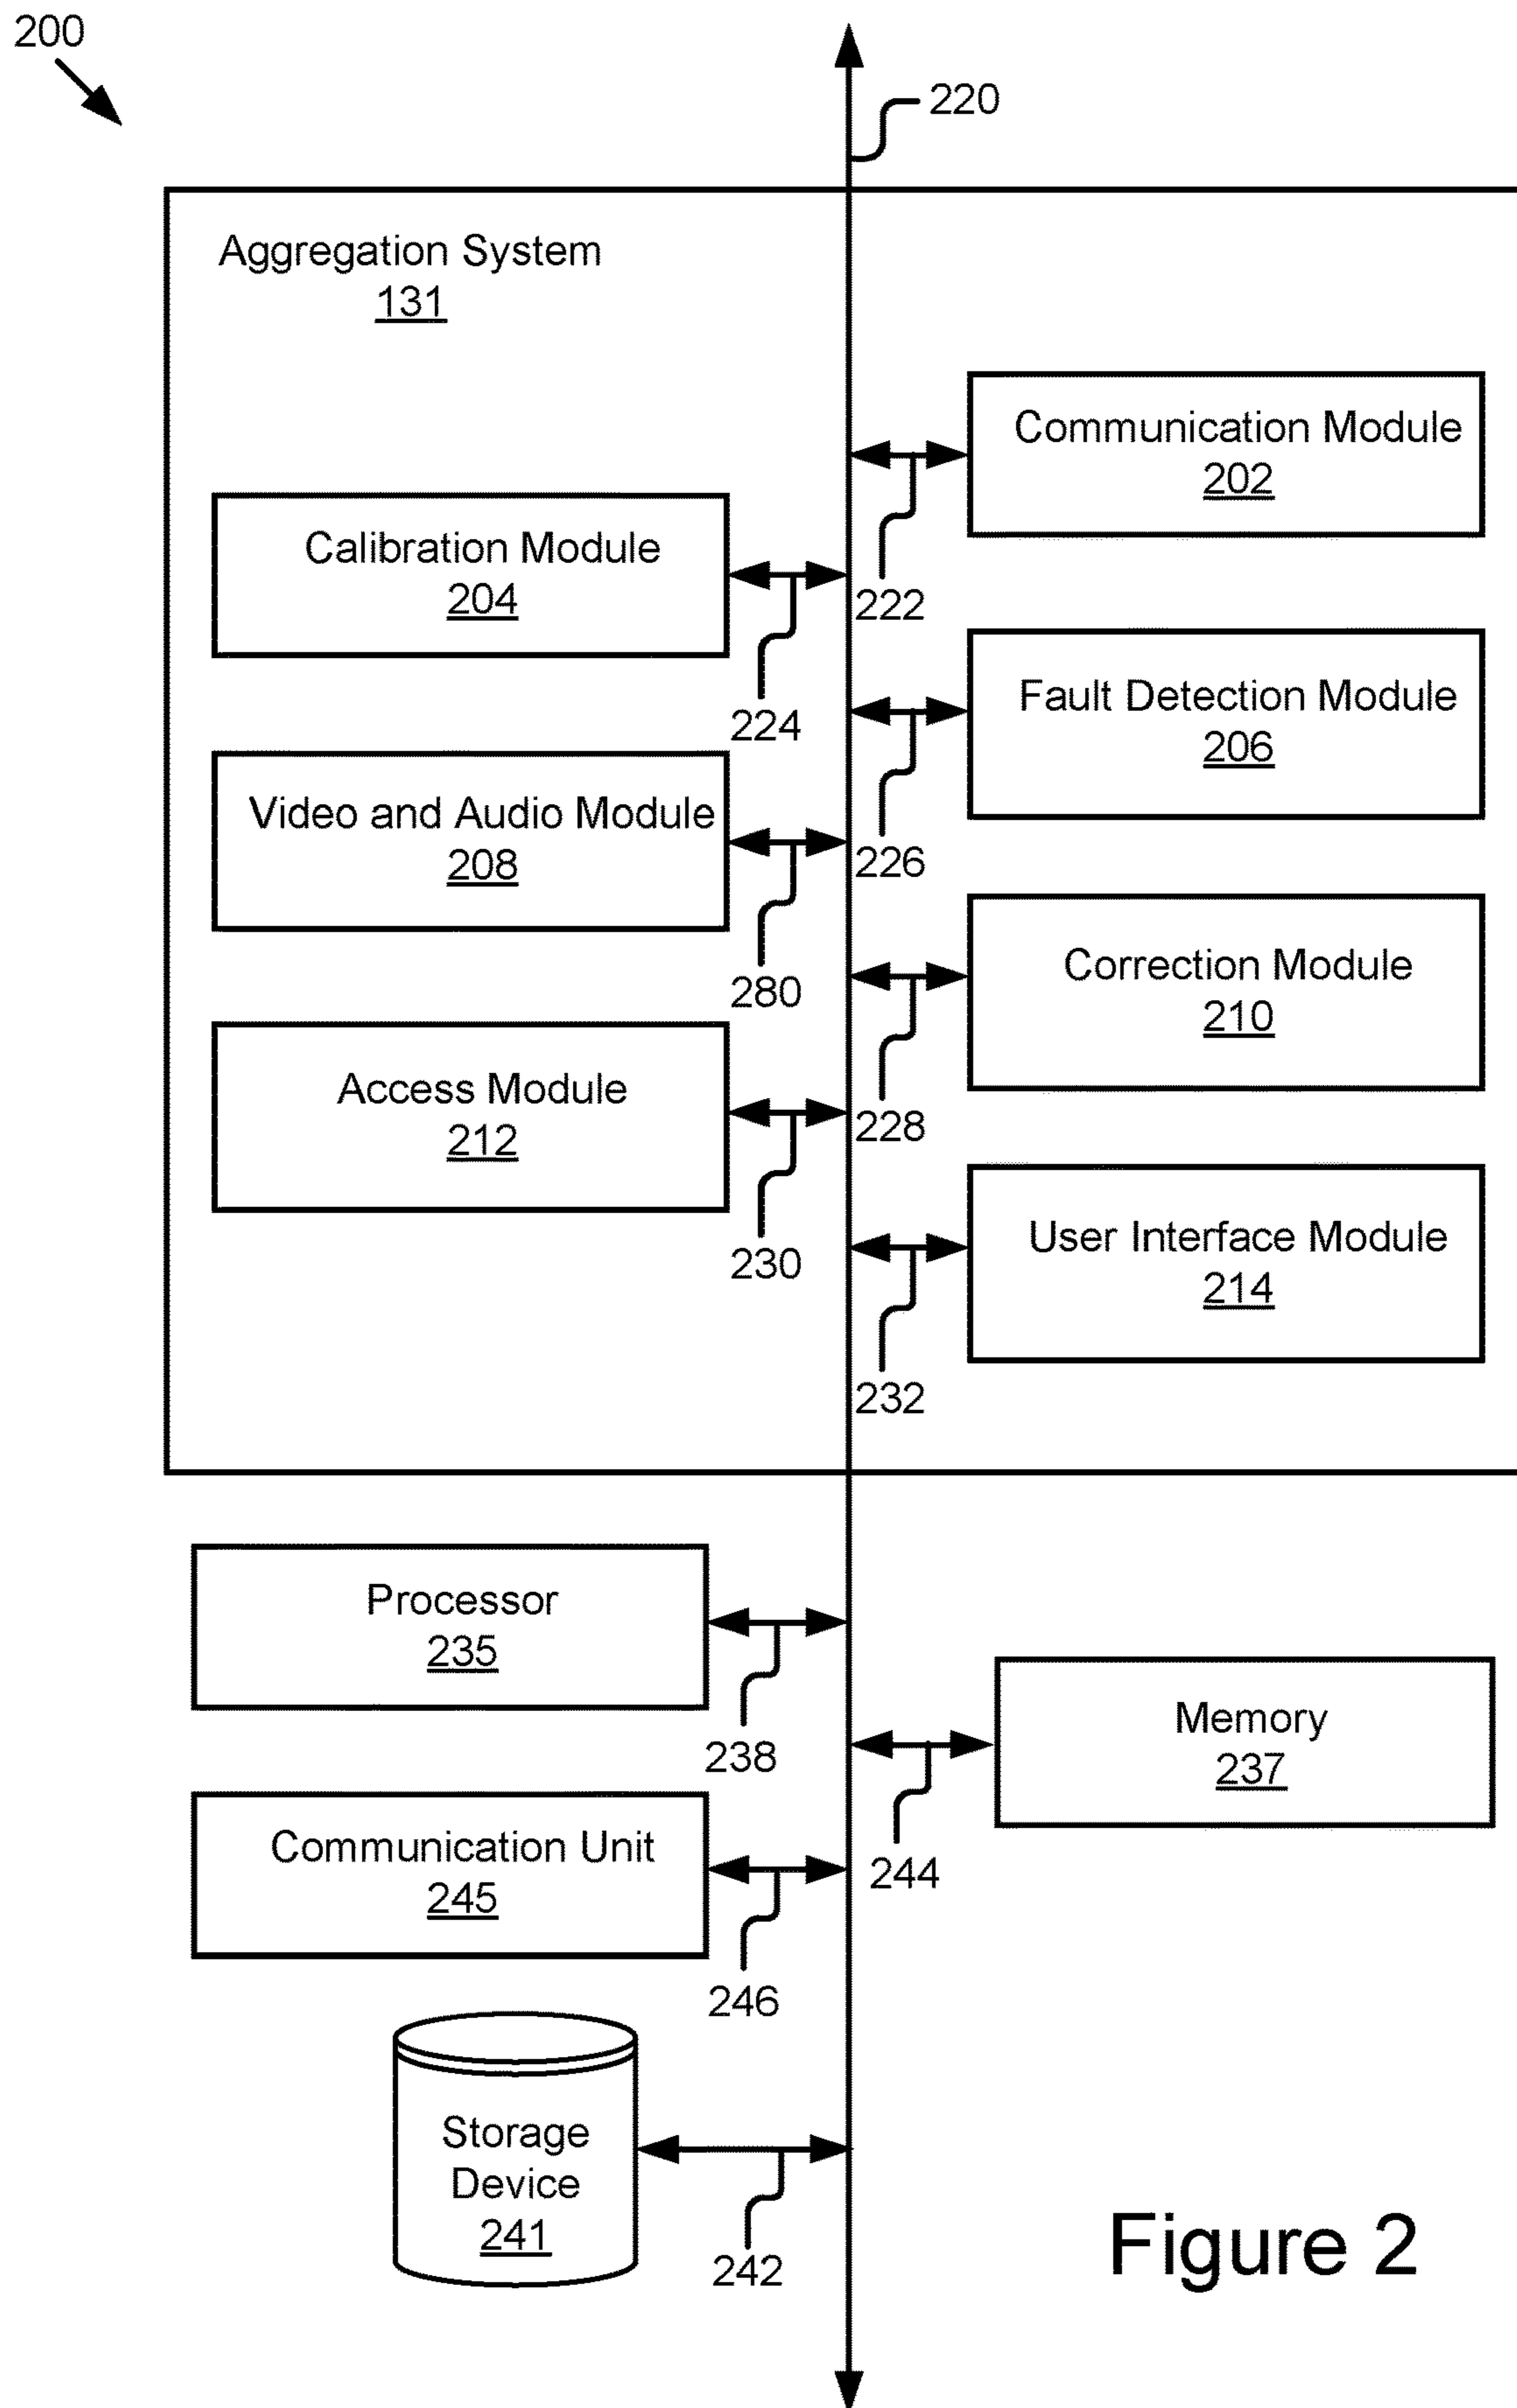 200
220
Aggregation System
131
Communication Module
202
222
Calibration Module
204
224
Fault Detection Module
206
226
Video and Audio Module
208
280
Correction Module
210
228
Access Module
212
230
User Interface Module
214
232
Processor
235
238
Memory
237
244
Communication Unit
245
246
Storage
Device
241
242
Figure 2